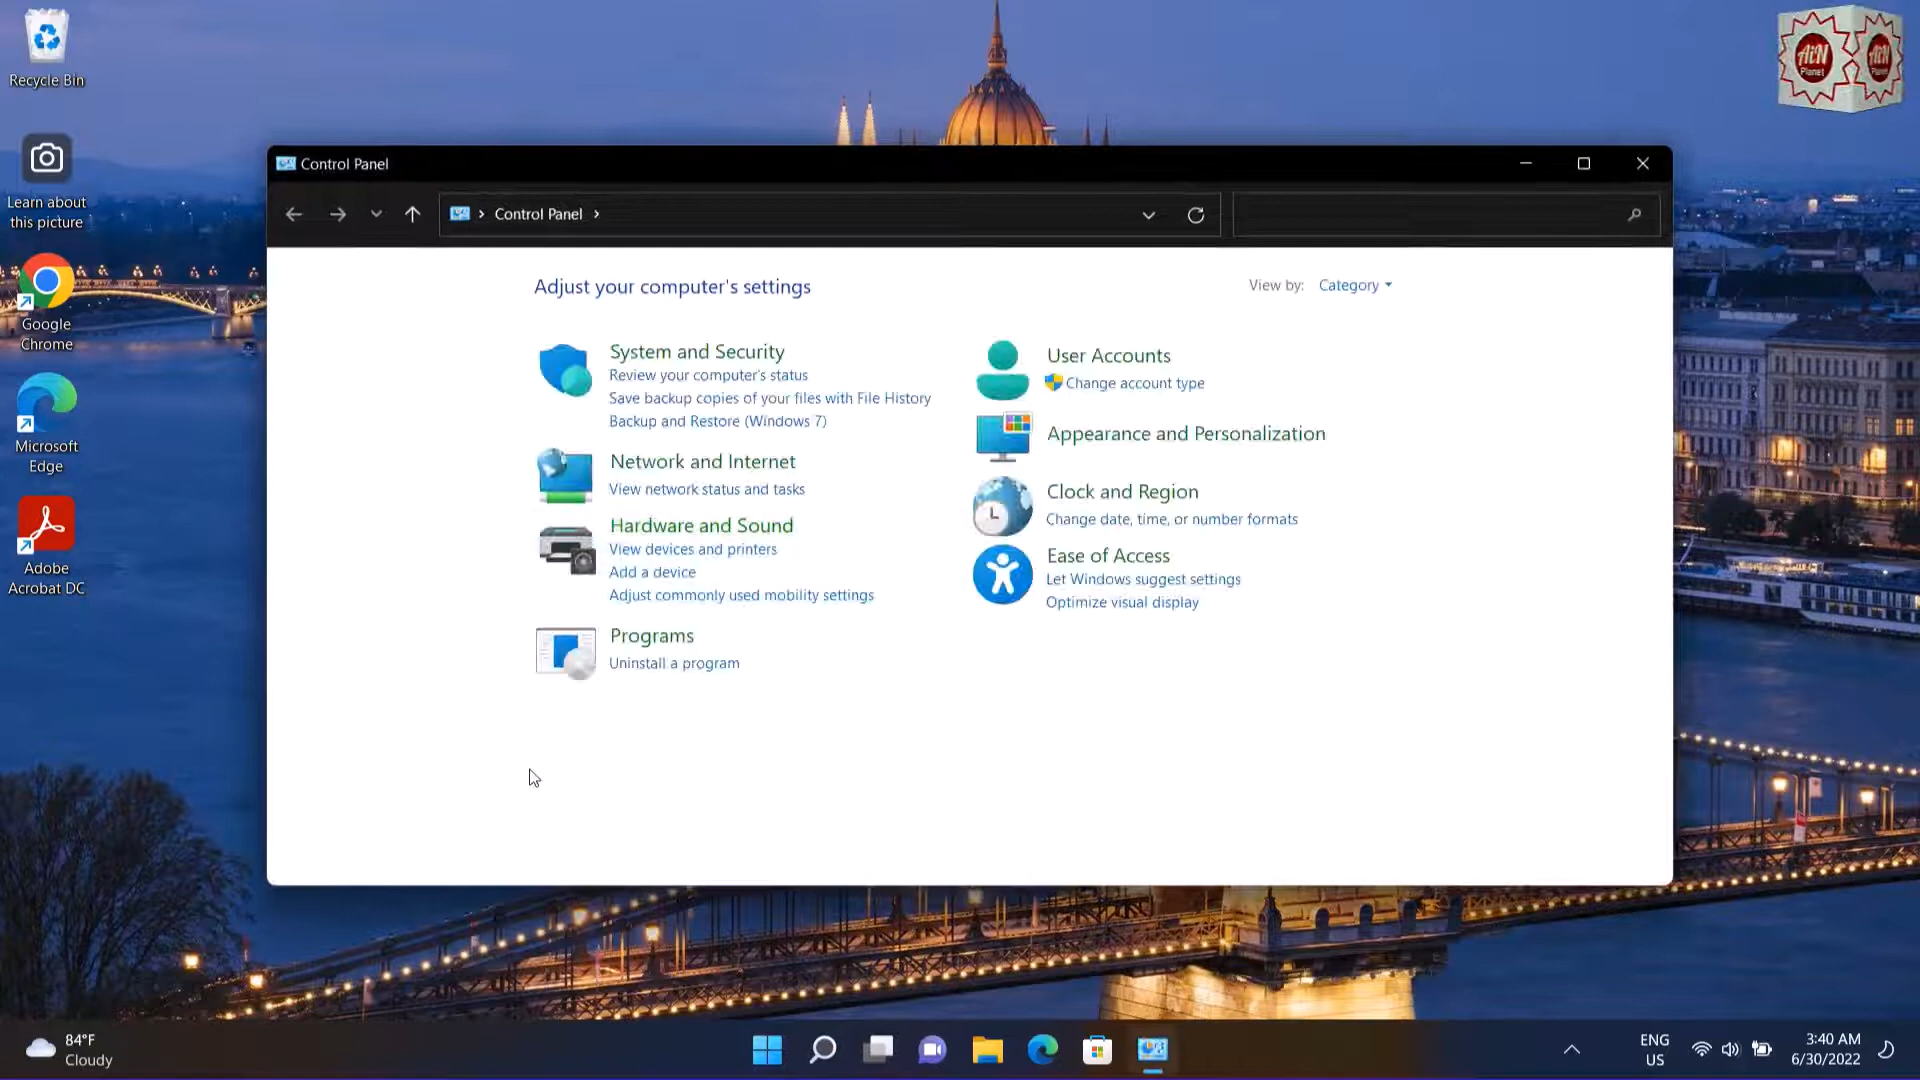 Recycle Bin
Learn about
this picture
Google
Chrome
Microsoft
Edge
Adobe
Acrobat DC
AiN
Planet
AiN
Planet
Control Panel
Control Panel
Adjust your computer's settings
View by: Category
System and Security
Review your computer's status
Save backup copies of your files with File History
Backup and Restore (Windows 7)
Network and Internet
View network status and tasks
Hardware and Sound
View devices and printers
Add a device
Adjust commonly used mobility settings
Programs
Uninstall a program
User Accounts
Change account type
Appearance and Personalization
Clock and Region
Change date, time, or number formats
Ease of Access
Let Windows suggest settings
Optimize visual display
84°F
Cloudy
ENG
US
3:40 AM
6/30/2022